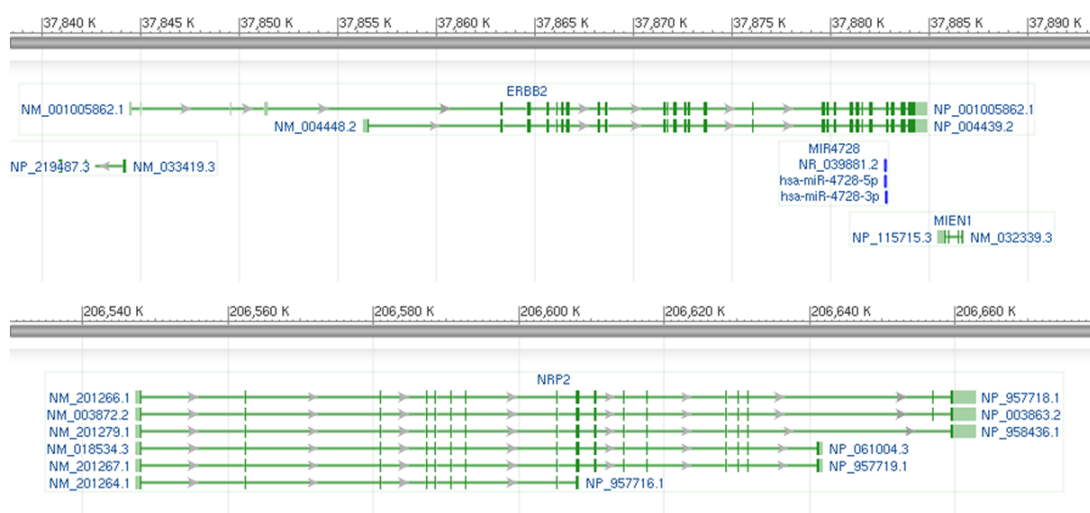 37,840 K 37,845 K 37,850 K 37,855 K 37,860 K 37,865 K 37,870 K 37,875 K 37,880 K 37,885 K 37,890 K
ERBB2
NM_001005862.1 NP_001005862.1
NM_004448.2 NP_004439.2
MIR4728
NP_219487.3 NM_033419.3 NR_039881.2
hsa-miR-4728-5p
hsa-miR-4728-3p
MIEN1
NP_115715.3 NM_032339.3
206,540 K 206,560 K 206,580 K 206,600 K 206,620 K 206,640 K 206,660 K
NRP2
NM_201266.1 NP_957718.1
NM_003872.2 NP_003863.2
NM_201279.1 NP_958436.1
NM_018534.3 NP_061004.3
NM_201267.1 NP_957719.1
NM_201264.1 NP_957716.1